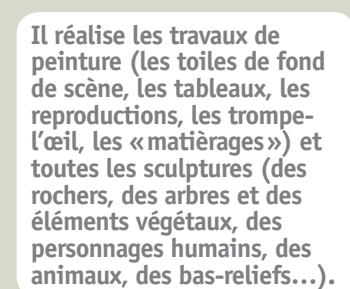 Il réalise les travaux de
peinture (les toiles de fond
de scène, les tableaux, les
reproductions, les trompe-
l’œil, les «matièrages») et
toutes les sculptures (des
rochers, des arbres et des
éléments végétaux, des
personnages humains, des
animaux, des bas-reliefs…).